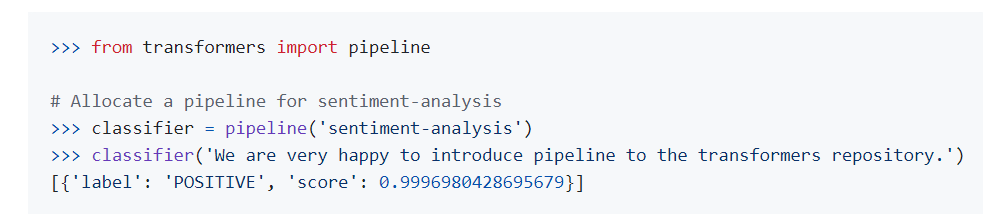 >>> from transformers import pipeline
# Allocate a pipeline for sentiment-analysis
>>> classifier = pipeline('sentiment-analysis')
>>> classifier('We are very happy to introduce pipeline to the transformers repository.')
[{'label': 'POSITIVE', 'score': 0.9996980428695679}]